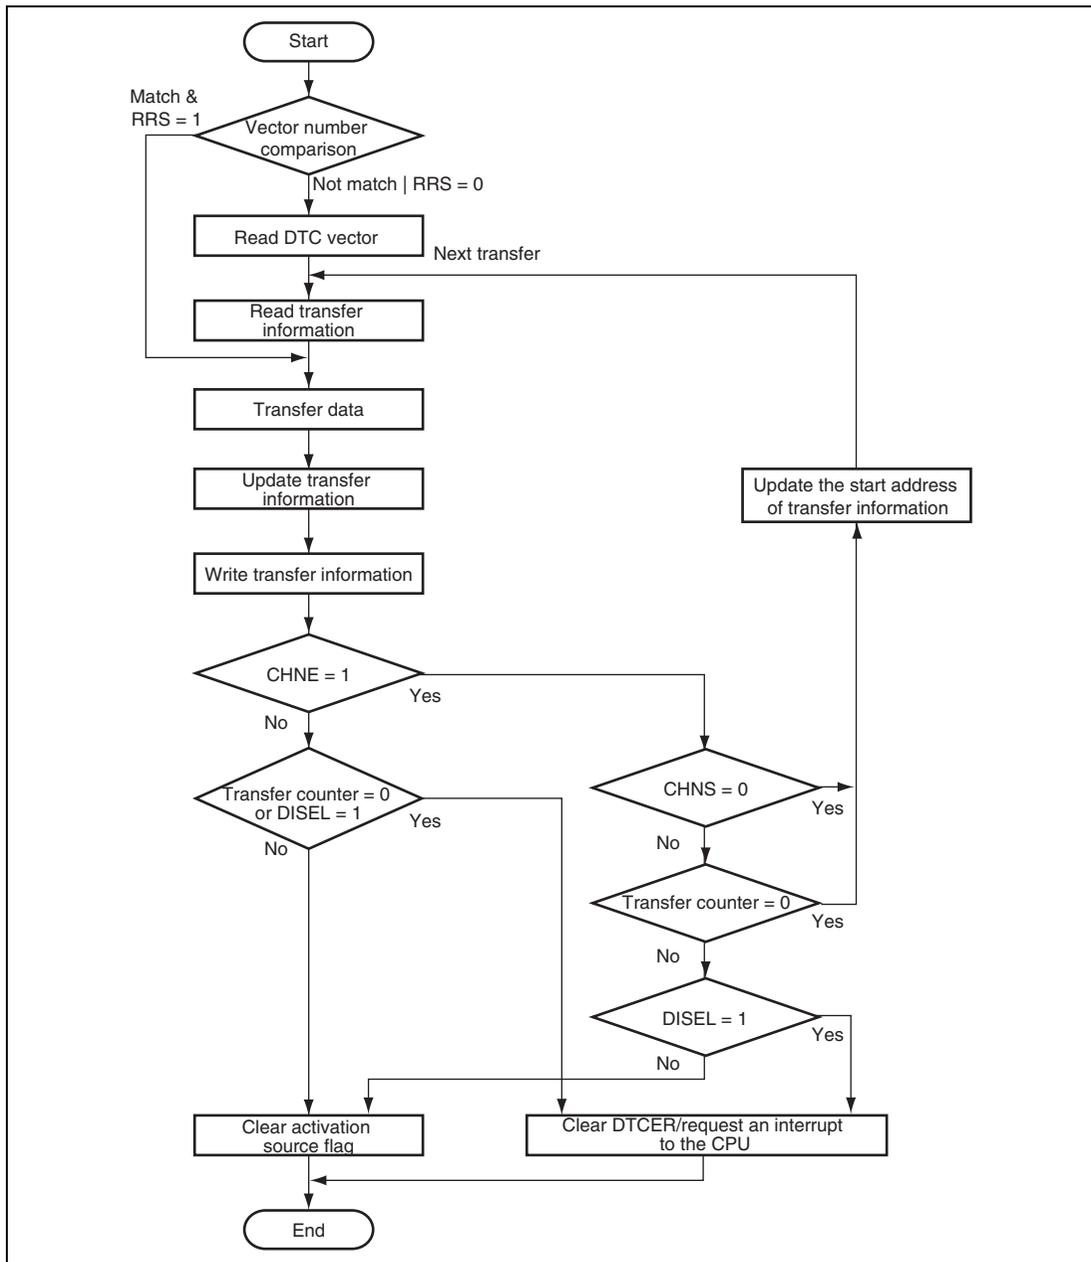 Start
Match &
RRS = 1
Vector number
comparison
Not match | RRS = 0
Read DTC vector
Next transfer
Read transfer
information
Transfer data
Update transfer
information
Update the start address
of transfer information
Write transfer information
CHNE = 1
Yes
No
Transfer counter = 0
or DISEL = 1
Yes
No
CHNS = 0
Yes
No
Transfer counter = 0
Yes
No
DISEL = 1
Yes
No
Clear activation
source flag
Clear DTCER/request an interrupt
to the CPU
End